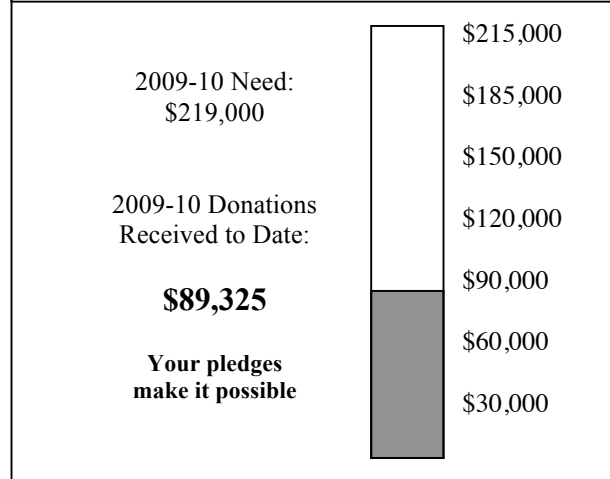 2009-10 Need:
$219,000
2009-10 Donations
Received to Date:
$89,325
Your pledges
make it possible
$215,000
$185,000
$150,000
$120,000
$90,000
$60,000
$30,000